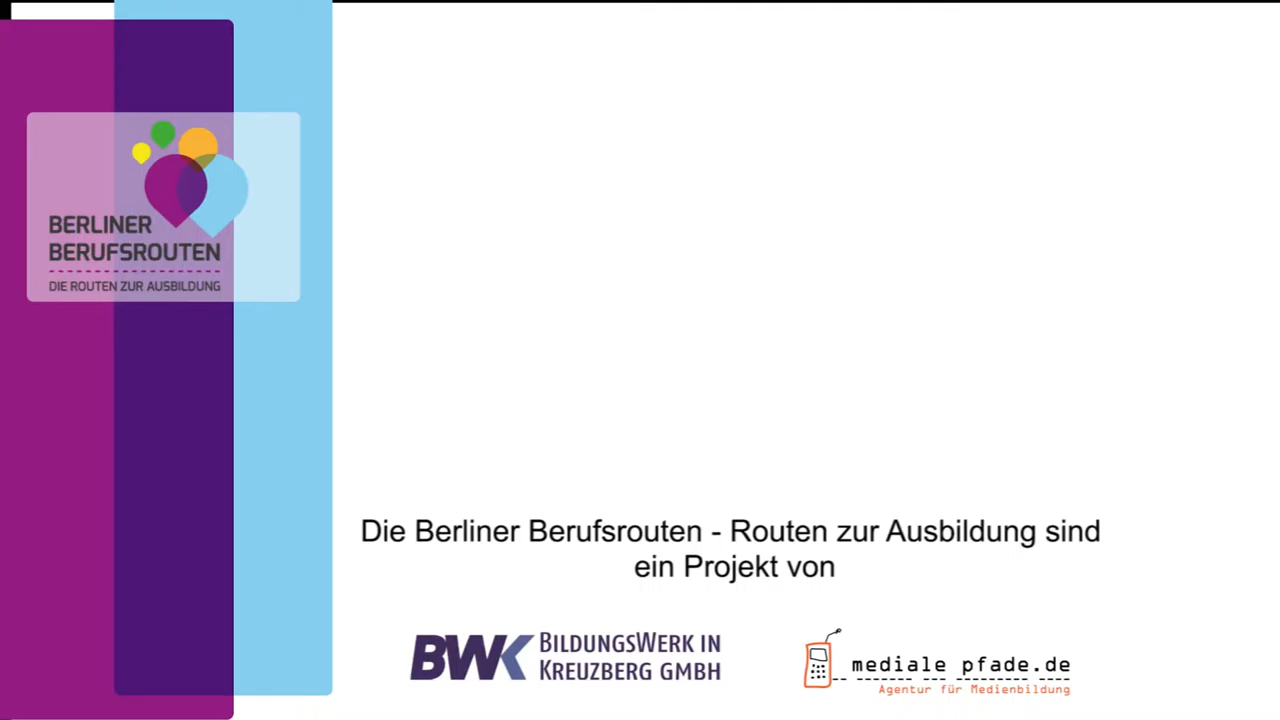 BERLINER
BERUFSROUTEN
DIE ROUTEN ZUR AUSBILDUNG
Die Berliner Berufsrouten - Routen zur Ausbildung sind
ein Projekt von
BWK BILDUNGSWERK IN
KREUZBERG GMBH
mediale pfade.de
Agentur für Medienbildung